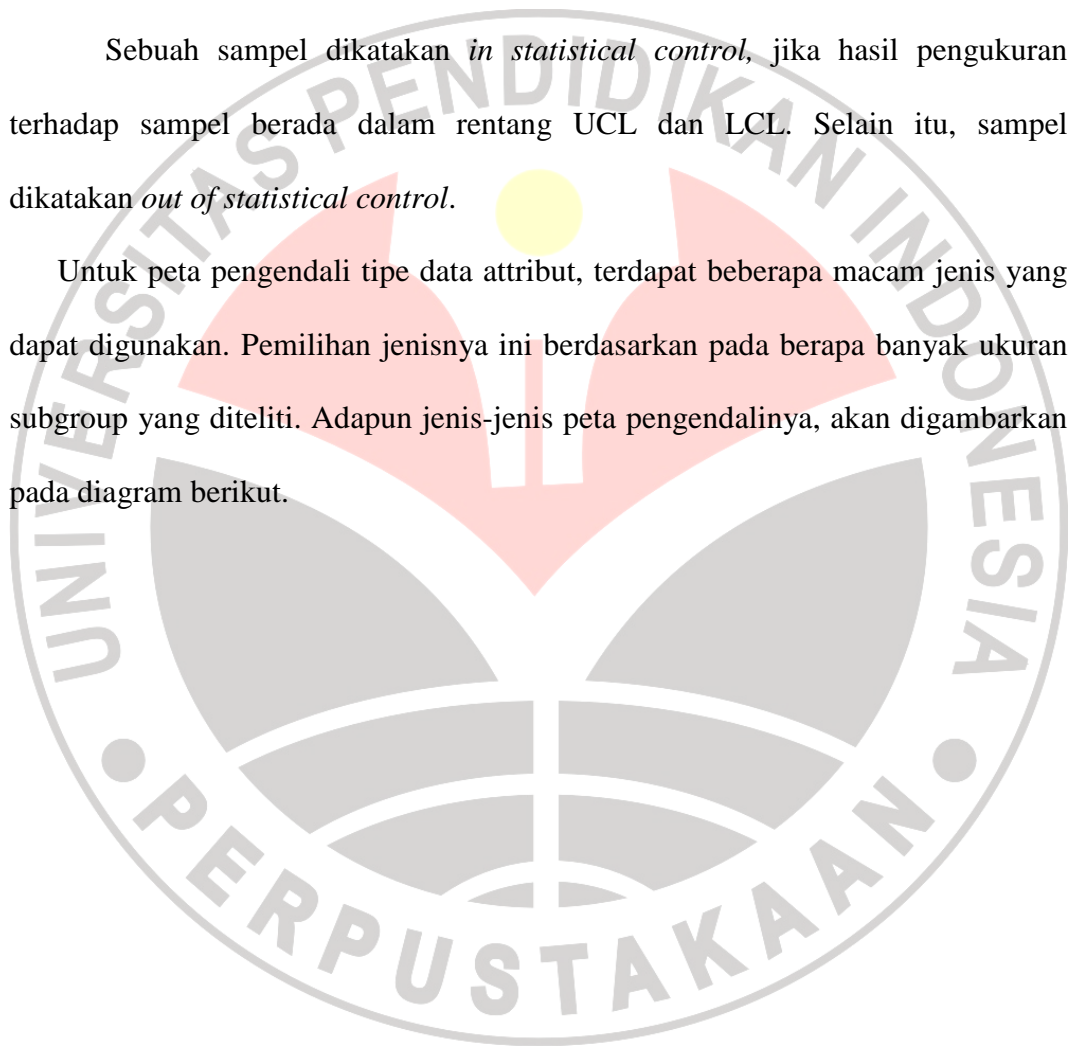 Sebuah sampel dikatakan in statistical control, jika hasil pengukuran
terhadap sampel berada dalam rentang UCL dan LCL. Selain itu, sampel
dikatakan out of statistical control.
Untuk peta pengendali tipe data attribut, terdapat beberapa macam jenis yang
dapat digunakan. Pemilihan jenisnya ini berdasarkan pada berapa banyak ukuran
subgroup yang diteliti. Adapun jenis-jenis peta pengendalinya, akan digambarkan
pada diagram berikut.
UNIVERSITAS PENDIDIKAN INDONESIA
PERPUSTAKAAN